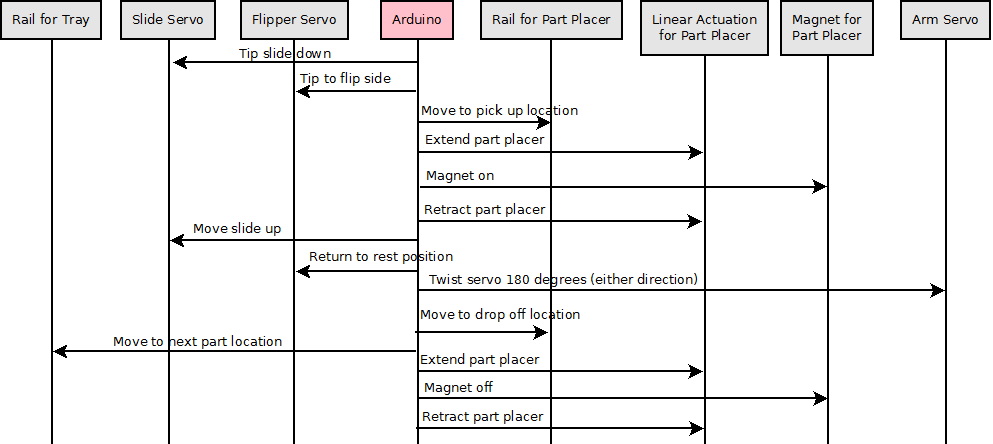 Rail for Tray
Slide Servo
Flipper Servo
Arduino
Rail for Part Placer
Linear Actuation
for Part Placer
Magnet for
Part Placer
Arm Servo
Tip slide down
Tip to flip side
Move to pick up location
Extend part placer
Magnet on
Retract part placer
Move slide up
Return to rest position
Twist servo 180 degrees (either direction)
Move to drop off location
Move to next part location
Extend part placer
Magnet off
Retract part placer